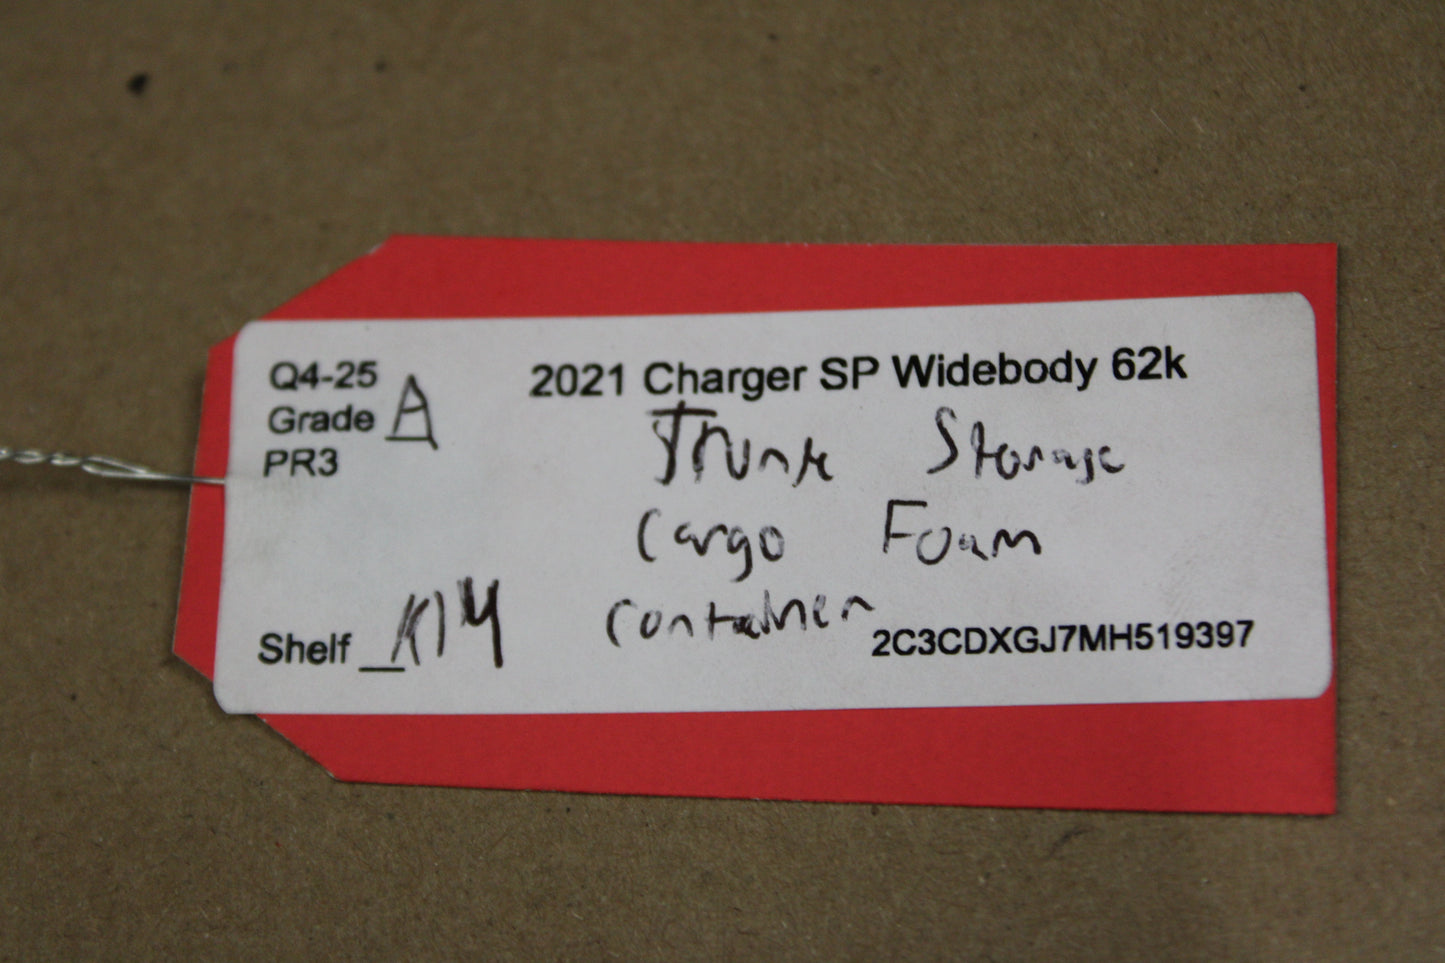 Q4-25
Grade A
PR3
2021 Charger SP Widebody 62k
Trunk Storage
Cargo Foam
Container
Shelf K14
2C3CDXGJ7MH519397